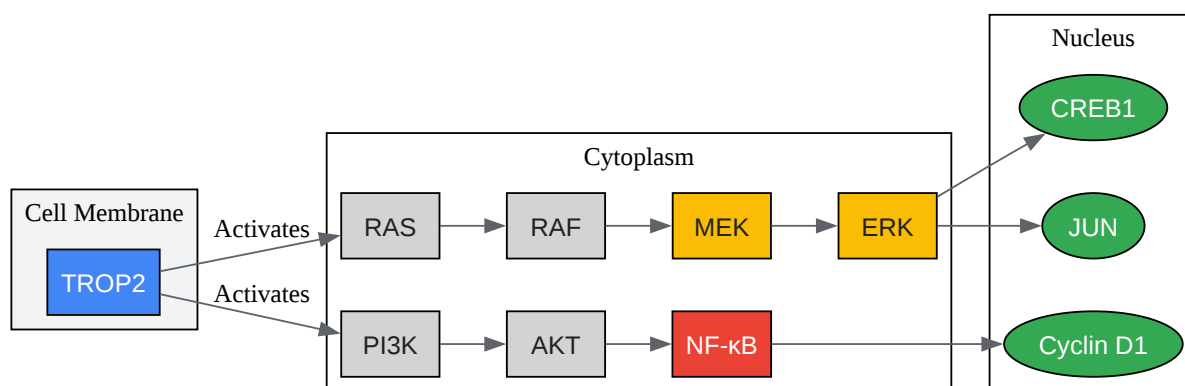 Nucleus
CREB1
Cytoplasm
Cell Membrane
Activates
RAS
RAF
MEK
ERK
JUN
TROP2
Activates
PI3K
AKT
NF-κB
Cyclin D1